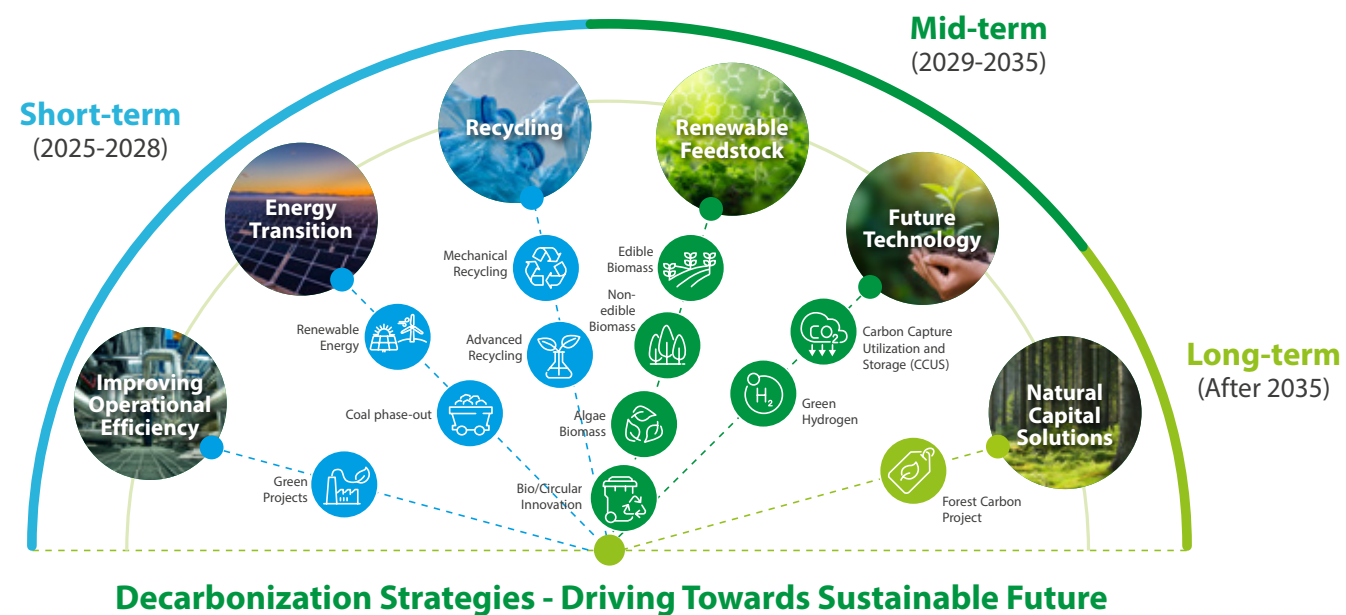 Mid-term
(2029-2035)
Short-term
(2025-2028)
Long-term
(After 2035)
Improving
Operational
Efficiency
Green
Projects
Energy
Transition
Renewable
Energy
Coal phase-out
Recycling
Mechanical
Recycling
Advanced
Recycling
Renewable
Feedstock
Edible
Biomass
Non-
edible
Biomass
Algae
Biomass
Bio/Circular
Innovation
Future
Technology
CO2
Carbon Capture
Utilization and
Storage (CCUS)
H2
Green
Hydrogen
Natural
Capital
Solutions
Forest Carbon
Project
Decarbonization Strategies - Driving Towards Sustainable Future